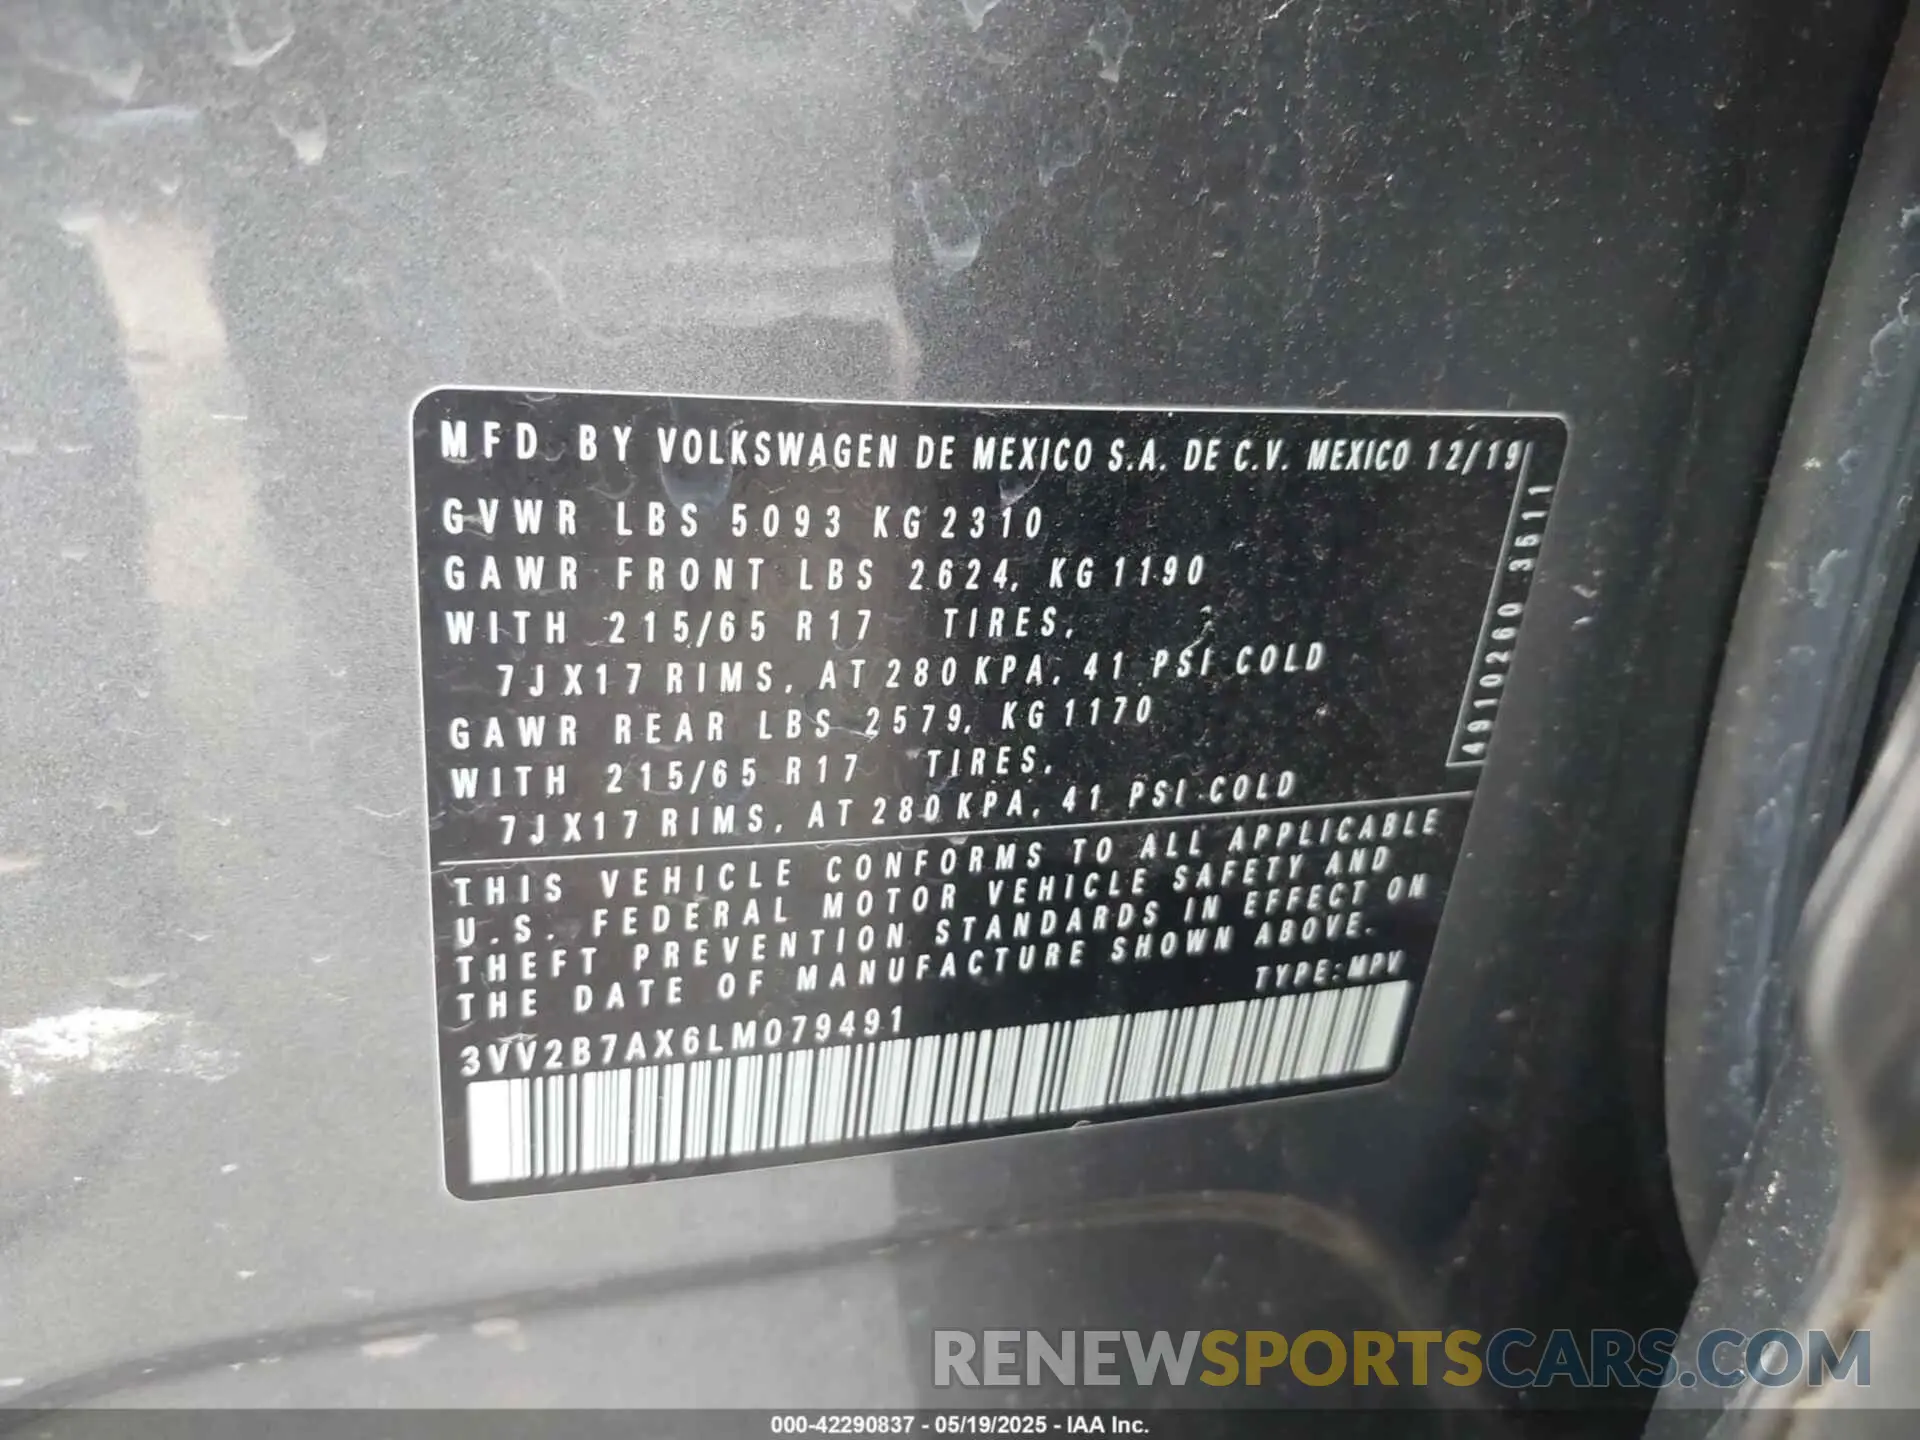 MFD BY VOLKSWAGEN DE MEXICO S.A. DE C.V. MEXICO 12/19
GVWR LBS 5093 KG 2310
GAWR FRONT LBS 2624, KG 1190
WITH 215/65 R17 TIRES,
7JX17 RIMS, AT 280 KPA, 41 PSI COLD
GAWR REAR LBS 2579, KG 1170
WITH 215/65 R17 TIRES,
7JX17 RIMS, AT 280 KPA, 41 PSI COLD
4910260 3511
THIS VEHICLE CONFORMS TO ALL APPLICABLE
U.S. FEDERAL MOTOR VEHICLE SAFETY AND
THEFT PREVENTION STANDARDS IN EFFECT ON
THE DATE OF MANUFACTURE SHOWN ABOVE.
TYPE:MPV
3VV2B7AX6LM079491
RENEWSPORTSCARS.COM
000-42290837 - 05/19/2025 - IAA Inc.